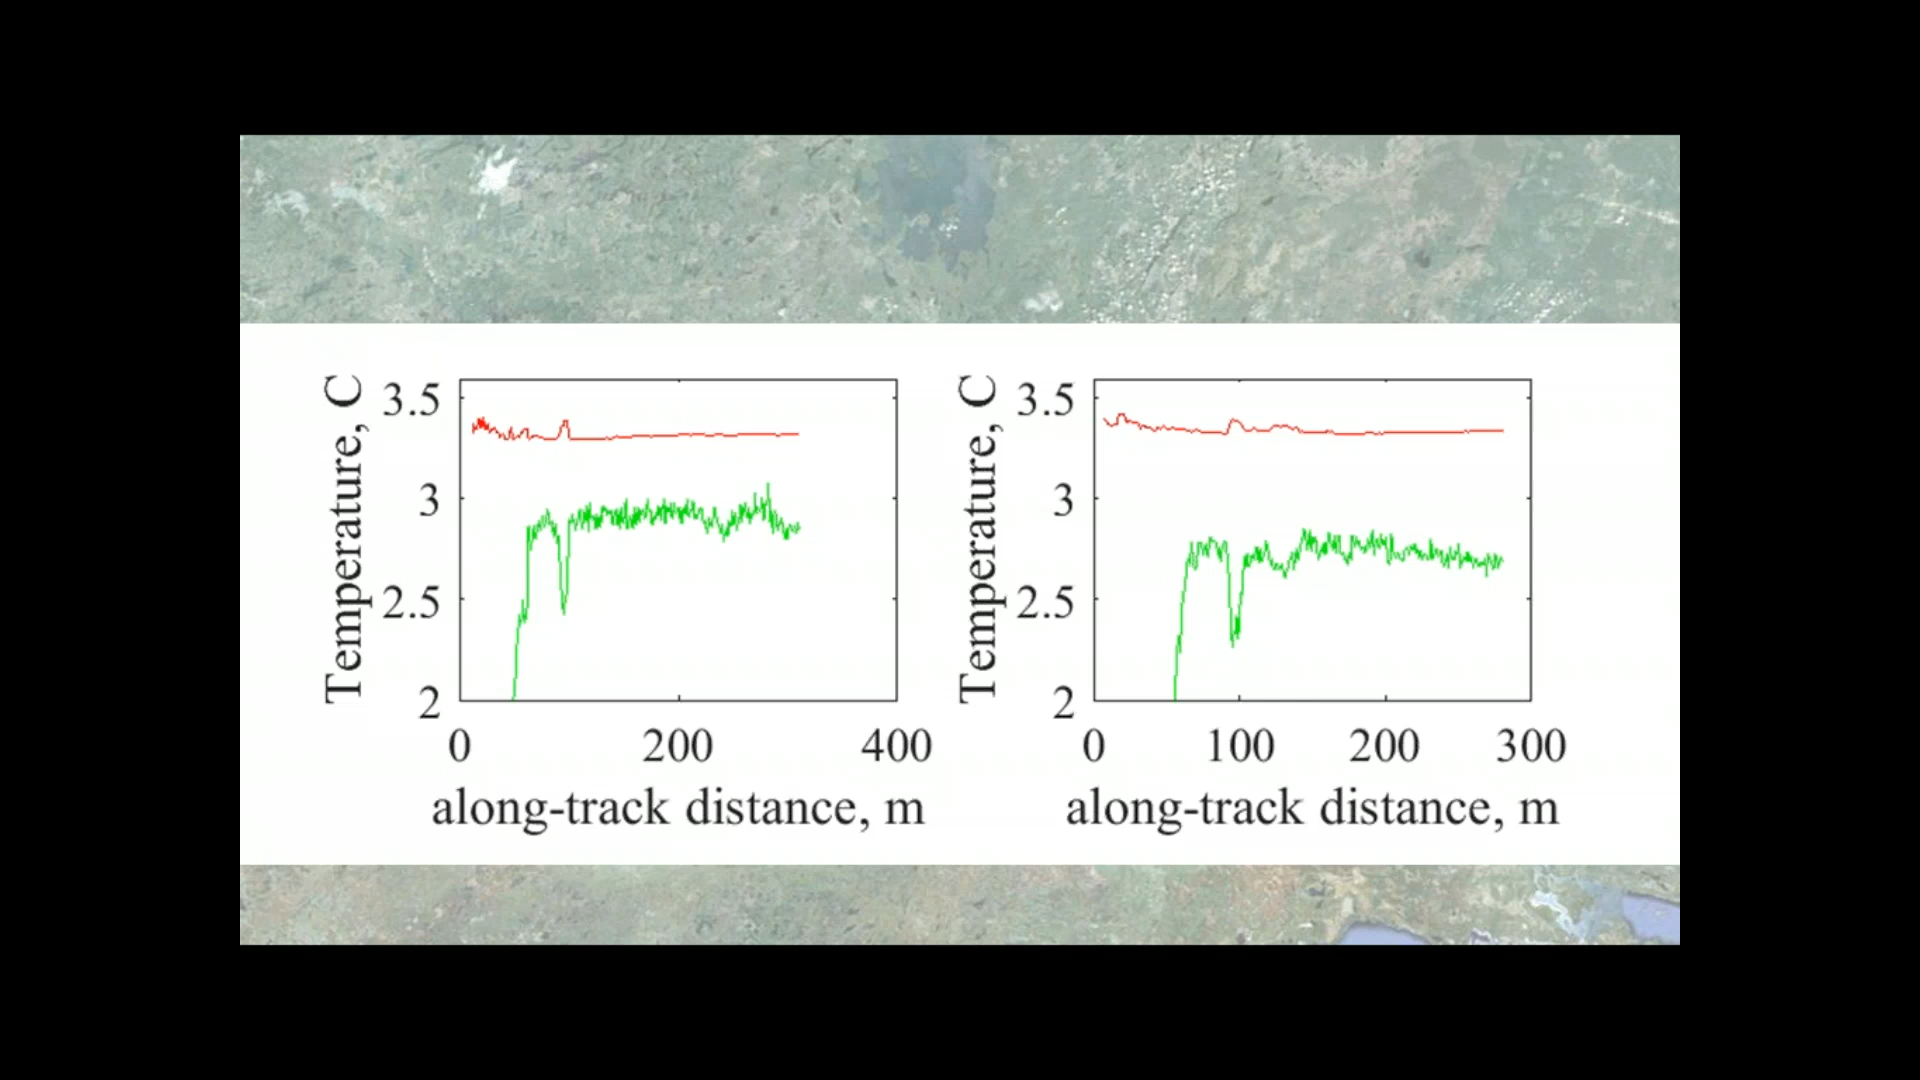 Temperature, C
3.5
3
2.5
2
0 200 400
along-track distance, m
Temperature, C
3.5
3
2.5
2
0 100 200 300
along-track distance, m